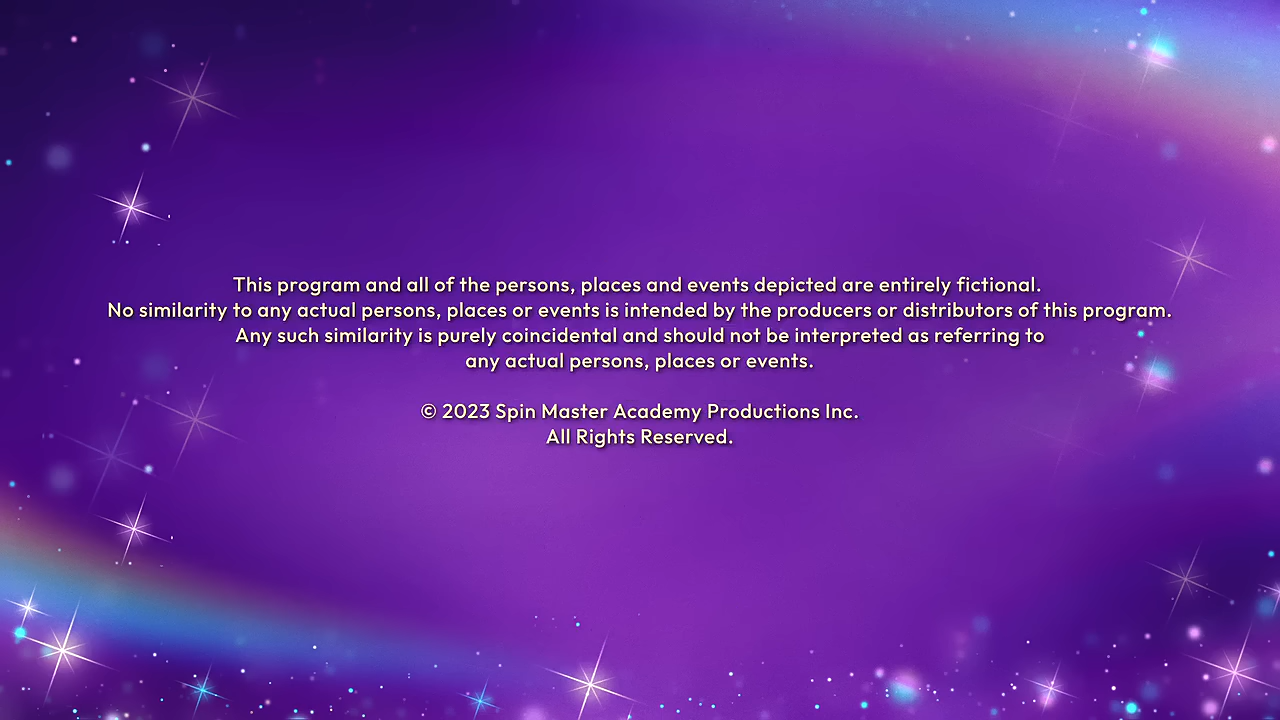 This program and all of the persons, places and events depicted are entirely fictional.
No similarity to any actual persons, places or events is intended by the producers or distributors of this program.
Any such similarity is purely coincidental and should not be interpreted as referring to
any actual persons, places or events.
© 2023 Spin Master Academy Productions Inc.
All Rights Reserved.